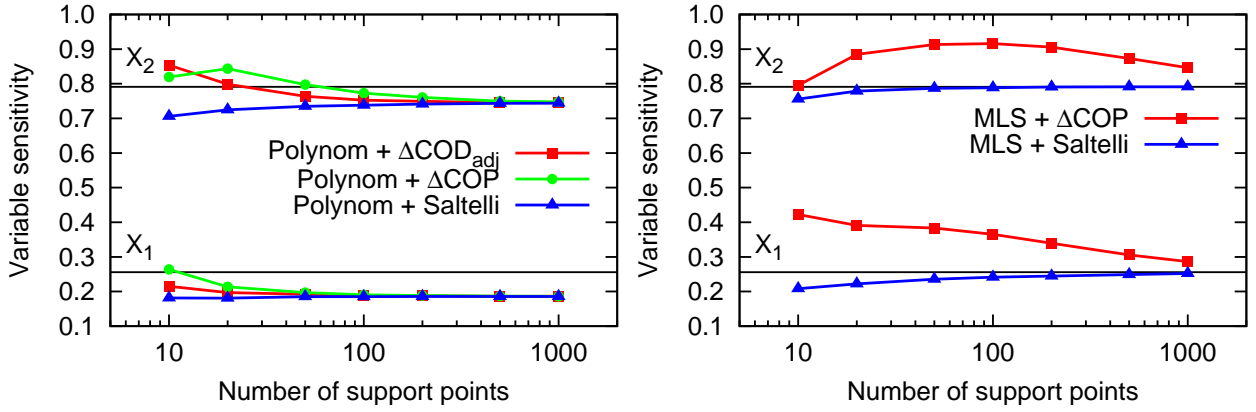 1.0
0.9
0.8
0.7
0.6
0.5
0.4
0.3
0.2
0.1
Variable sensitivity
X2
X1
Polynom + ΔCODadj
Polynom + ΔCOP
Polynom + Saltelli
10
100
1000
Number of support points
1.0
0.9
0.8
0.7
0.6
0.5
0.4
0.3
0.2
0.1
Variable sensitivity
X2
X1
MLS + ΔCOP
MLS + Saltelli
10
100
1000
Number of support points